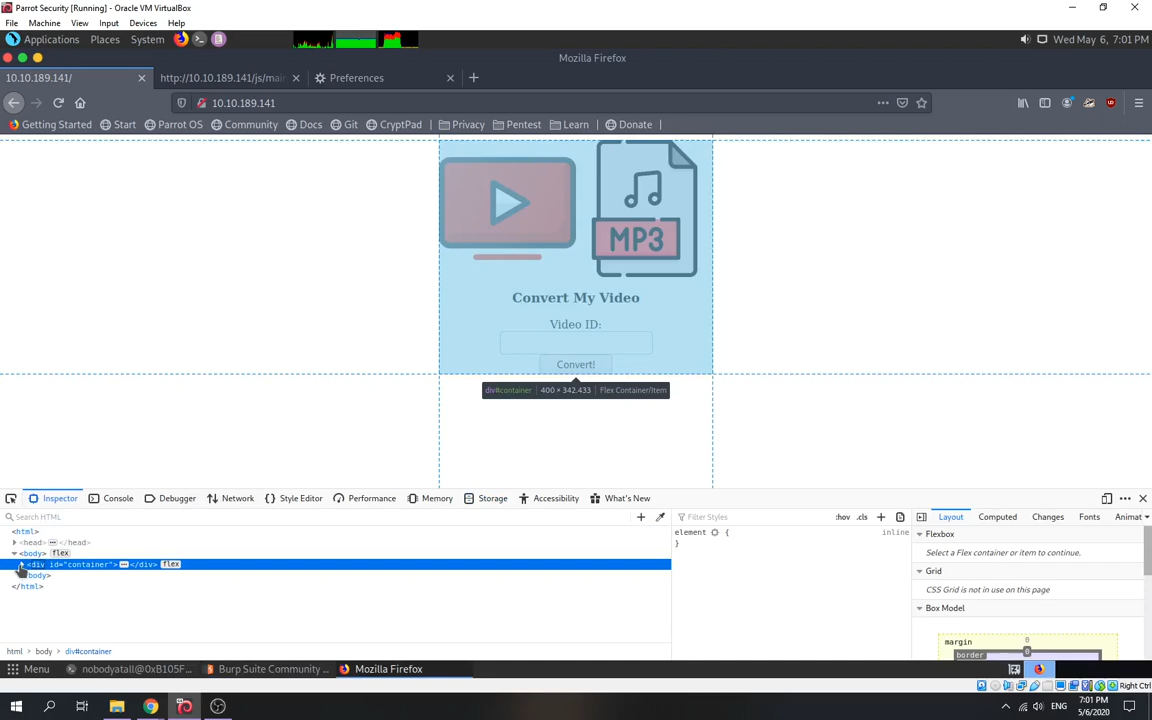 Parrot Security [Running] - Oracle VM VirtualBox
File Machine View Input Devices Help
Applications Places System Wed May 6, 7:01 PM
Mozilla Firefox
10.10.189.141/ http://10.10.189.141/js/main Preferences
10.10.189.141
Getting Started Start Parrot OS Community Docs Git CryptPad Privacy Pentest Learn Donate
MP3
Convert My Video
Video ID:
Convert!
div#container 400 × 342.433 Flex Container/Item
Inspector Console Debugger Network Style Editor Performance Memory Storage Accessibility What's New
Search HTML Filter Styles :hov .cls Layout Computed Changes Fonts Animat
<html>
<head> </head>
<body> flex
<div id="container"> </div> flex
body>
</html>
element { inline
}
Flexbox
Select a Flex container or item to continue.
Grid
CSS Grid is not in use on this page
Box Model
margin 0
border 0
html body div#container
Menu nobodyatall@0xB105F... Burp Suite Community ... Mozilla Firefox
Right Ctrl
ENG 7:01 PM
5/6/2020